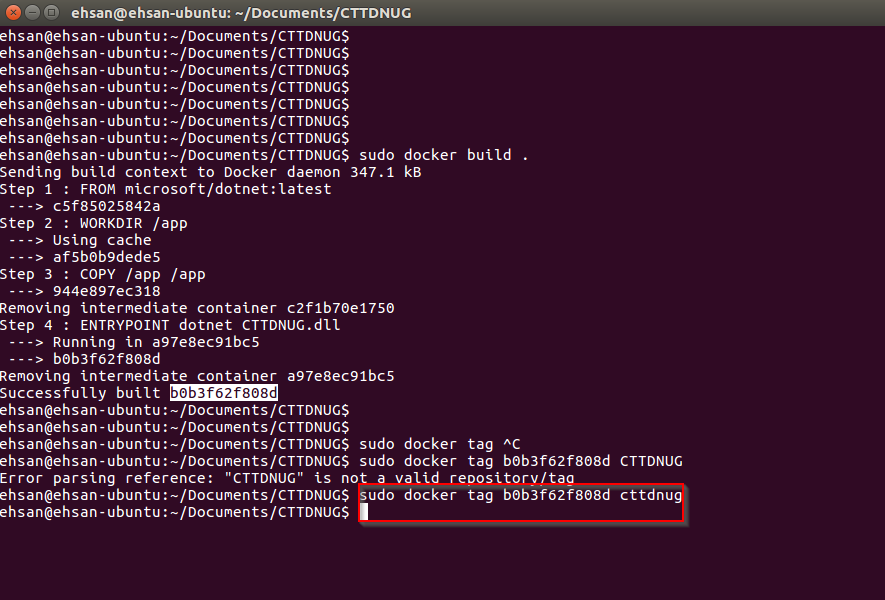 ehsan@ehsan-ubuntu: ~/Documents/CTTDNUG
ehsan@ehsan-ubuntu:~/Documents/CTTDNUG$
ehsan@ehsan-ubuntu:~/Documents/CTTDNUG$
ehsan@ehsan-ubuntu:~/Documents/CTTDNUG$
ehsan@ehsan-ubuntu:~/Documents/CTTDNUG$
ehsan@ehsan-ubuntu:~/Documents/CTTDNUG$
ehsan@ehsan-ubuntu:~/Documents/CTTDNUG$
ehsan@ehsan-ubuntu:~/Documents/CTTDNUG$
ehsan@ehsan-ubuntu:~/Documents/CTTDNUG$ sudo docker build .
Sending build context to Docker daemon 347.1 kB
Step 1 : FROM microsoft/dotnet:latest
 ---> c5f85025842a
Step 2 : WORKDIR /app
 ---> Using cache
 ---> af5b0b9dede5
Step 3 : COPY /app /app
 ---> 944e897ec318
Removing intermediate container c2f1b70e1750
Step 4 : ENTRYPOINT dotnet CTTDNUG.dll
 ---> Running in a97e8ec91bc5
 ---> b0b3f62f808d
Removing intermediate container a97e8ec91bc5
Successfully built b0b3f62f808d
ehsan@ehsan-ubuntu:~/Documents/CTTDNUG$
ehsan@ehsan-ubuntu:~/Documents/CTTDNUG$
ehsan@ehsan-ubuntu:~/Documents/CTTDNUG$ sudo docker tag ^C
ehsan@ehsan-ubuntu:~/Documents/CTTDNUG$ sudo docker tag b0b3f62f808d CTTDNUG
Error parsing reference: "CTTDNUG" is not a valid repository/tag
ehsan@ehsan-ubuntu:~/Documents/CTTDNUG$ sudo docker tag b0b3f62f808d cttdnug
ehsan@ehsan-ubuntu:~/Documents/CTTDNUG$